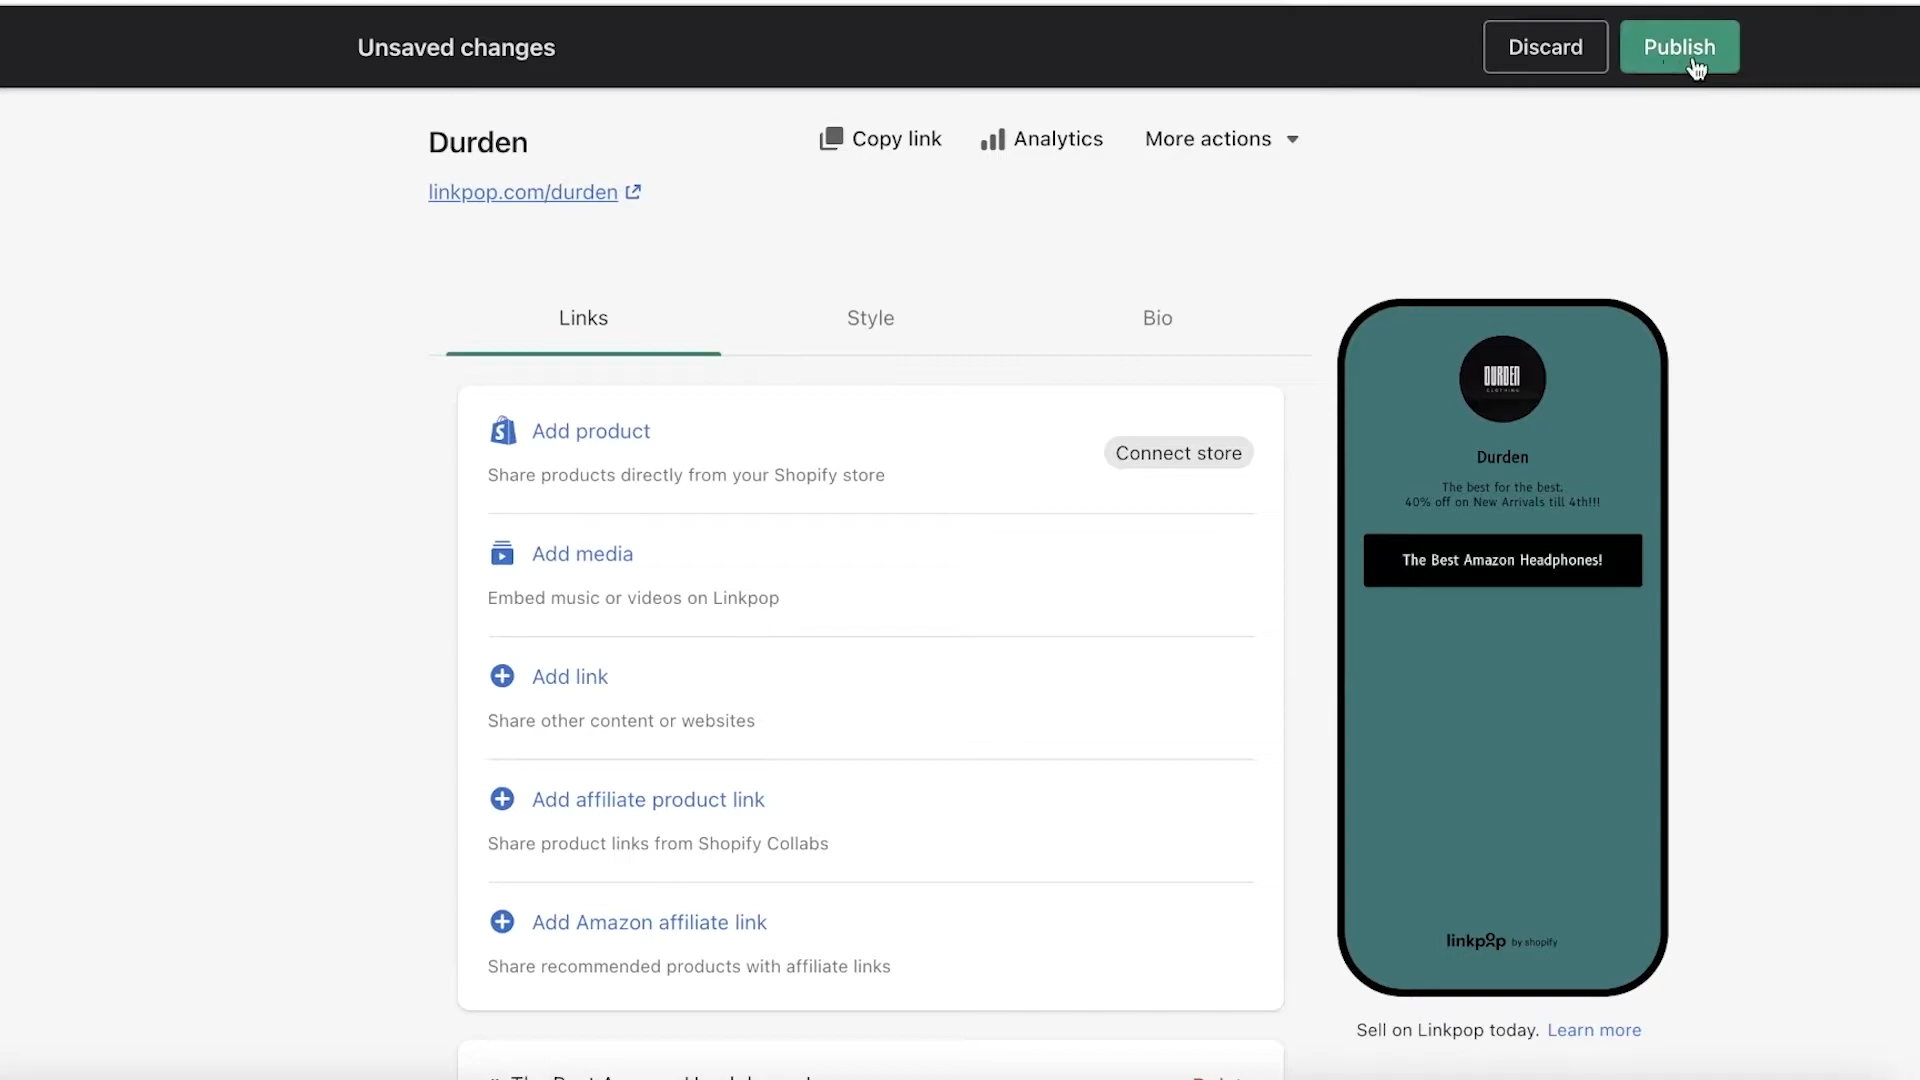 Unsaved changes
Discard
Publish
Durden
Copy link
Analytics
More actions
linkpop.com/durden
Links
Style
Bio
Add product
Share products directly from your Shopify store
Connect store
Add media
Embed music or videos on Linkpop
Add link
Share other content or websites
Add affiliate product link
Share product links from Shopify Collabs
Add Amazon affiliate link
Share recommended products with affiliate links
DURDEN
CLOTHING
Durden
The best for the best.
40% off on New Arrivals till 4th!!!
The Best Amazon Headphones!
linkpop by shopify
Sell on Linkpop today. Learn more